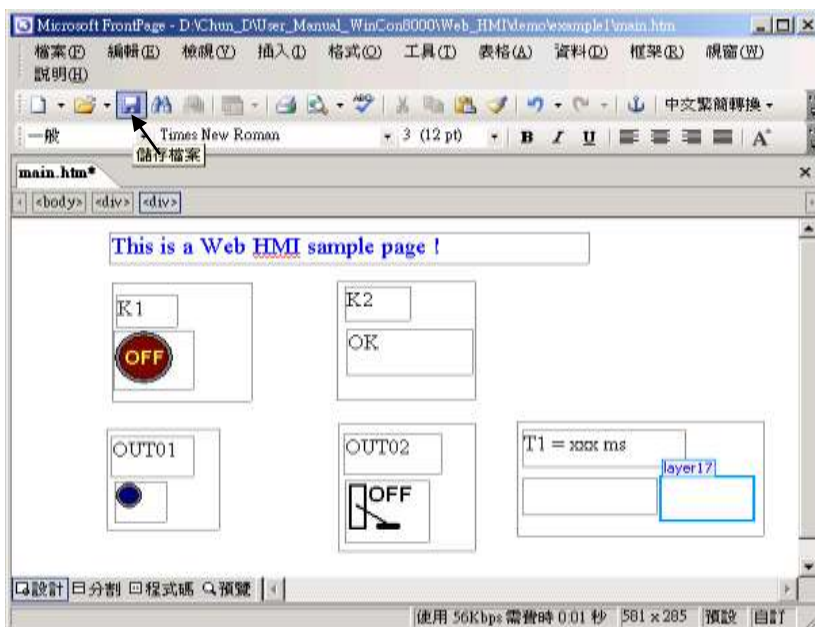 Microsoft FrontPage - D:\Chun_D\User_Manual_WinCon8000\Web_HMI\demo\example1\main.htm
檔案(F) 編輯(E) 檢視(V) 插入(I) 格式(O) 工具(T) 表格(A) 資料(D) 框架(R) 視窗(W)
説明(H)
ABC 中文繁簡轉換
一般 Times New Roman 3 (12 pt) B I U A
儲存檔案
main.htm*
<body> <div> <div>
This is a Web HMI sample page !
K1
OFF
K2
OK
OUT01
OUT02
OFF
T1 = xxx ms
layer17
設計 分割 程式碼 預覽
使用 56Kbps 需費時 0:01 秒 581 x 285 預設 自訂